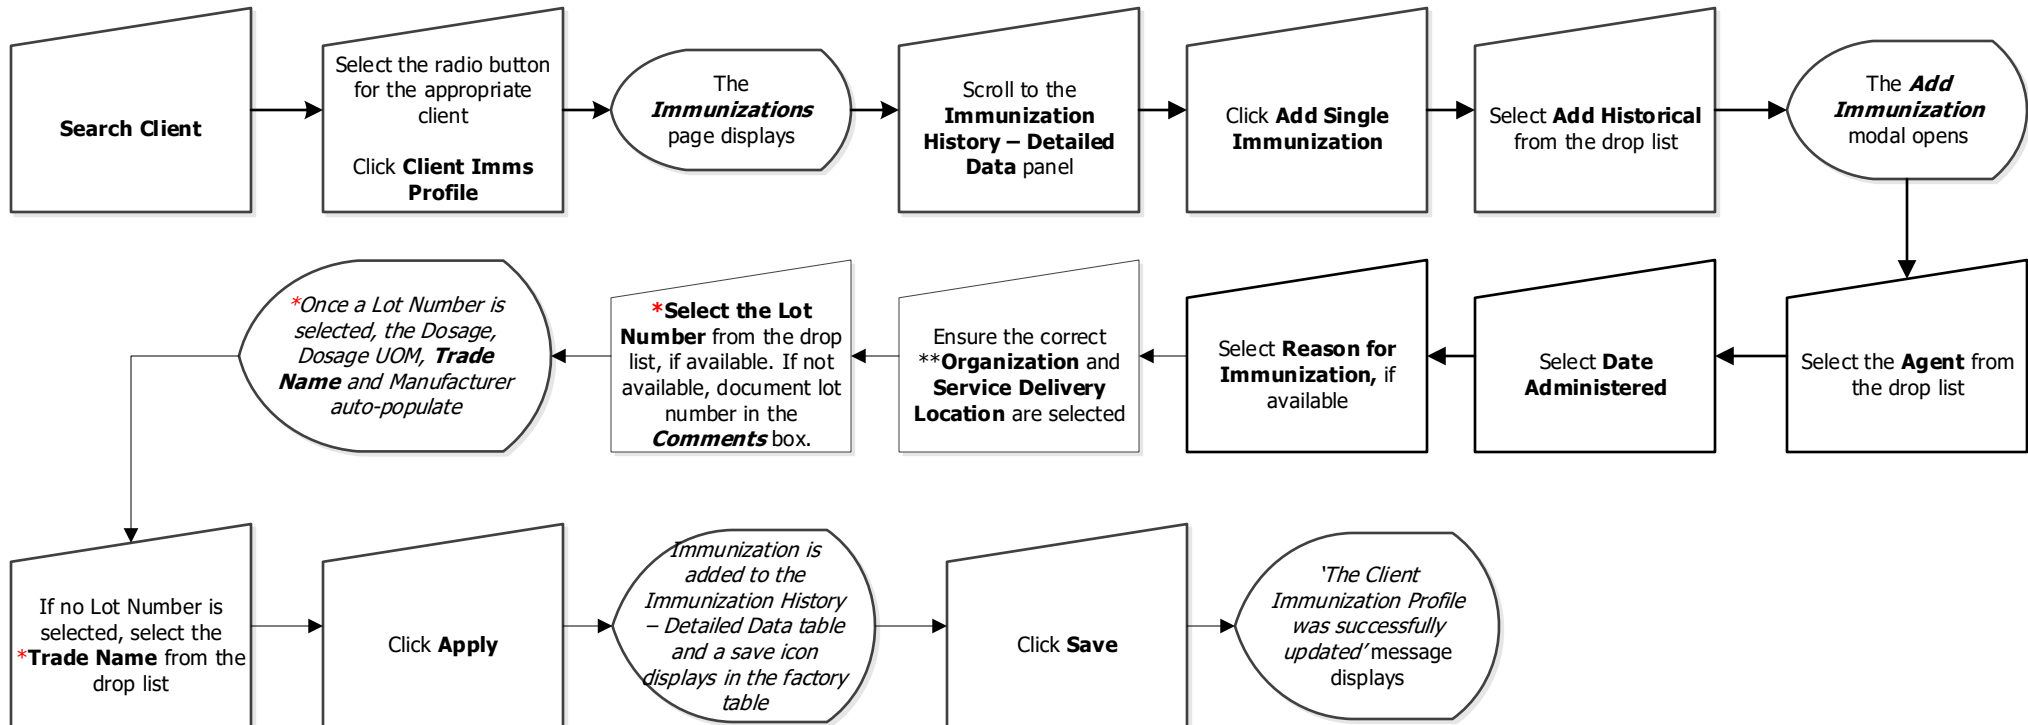 Search Client
Select the radio button
for the appropriate
client
Click Client Imms
Profile
The
Immunizations
page displays
Scroll to the
Immunization
History – Detailed
Data panel
Click Add Single
Immunization
Select Add Historical
from the drop list
The Add
Immunization
modal opens
Select the Agent from
the drop list
Select Date
Administered
Select Reason for
Immunization, if
available
Ensure the correct
**Organization and
Service Delivery
Location are selected
*Select the Lot
Number from the drop
list, if available. If not
available, document lot
number in the
Comments box.
*Once a Lot Number is
selected, the Dosage,
Dosage UOM, Trade
Name and Manufacturer
auto-populate
If no Lot Number is
selected, select the
*Trade Name from the
drop list
Click Apply
Immunization is
added to the
Immunization History
– Detailed Data table
and a save icon
displays in the factory
table
Click Save
‘The Client
Immunization Profile
was successfully
updated’ message
displays